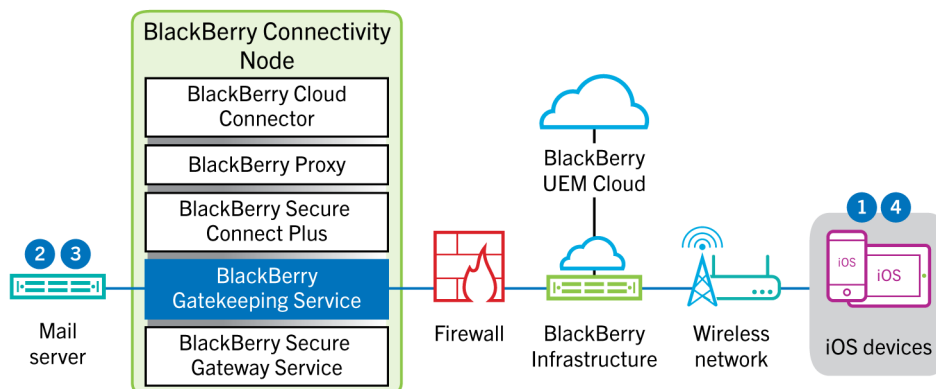 BlackBerry Connectivity
Node
BlackBerry Cloud
Connector
BlackBerry Proxy
BlackBerry Secure
Connect Plus
BlackBerry
Gatekeeping Service
BlackBerry Secure
Gateway Service
2 3
Mail
server
Firewall
BlackBerry
UEM Cloud
BlackBerry
Infrastructure
Wireless
network
1 4
iOS
iOS
iOS devices